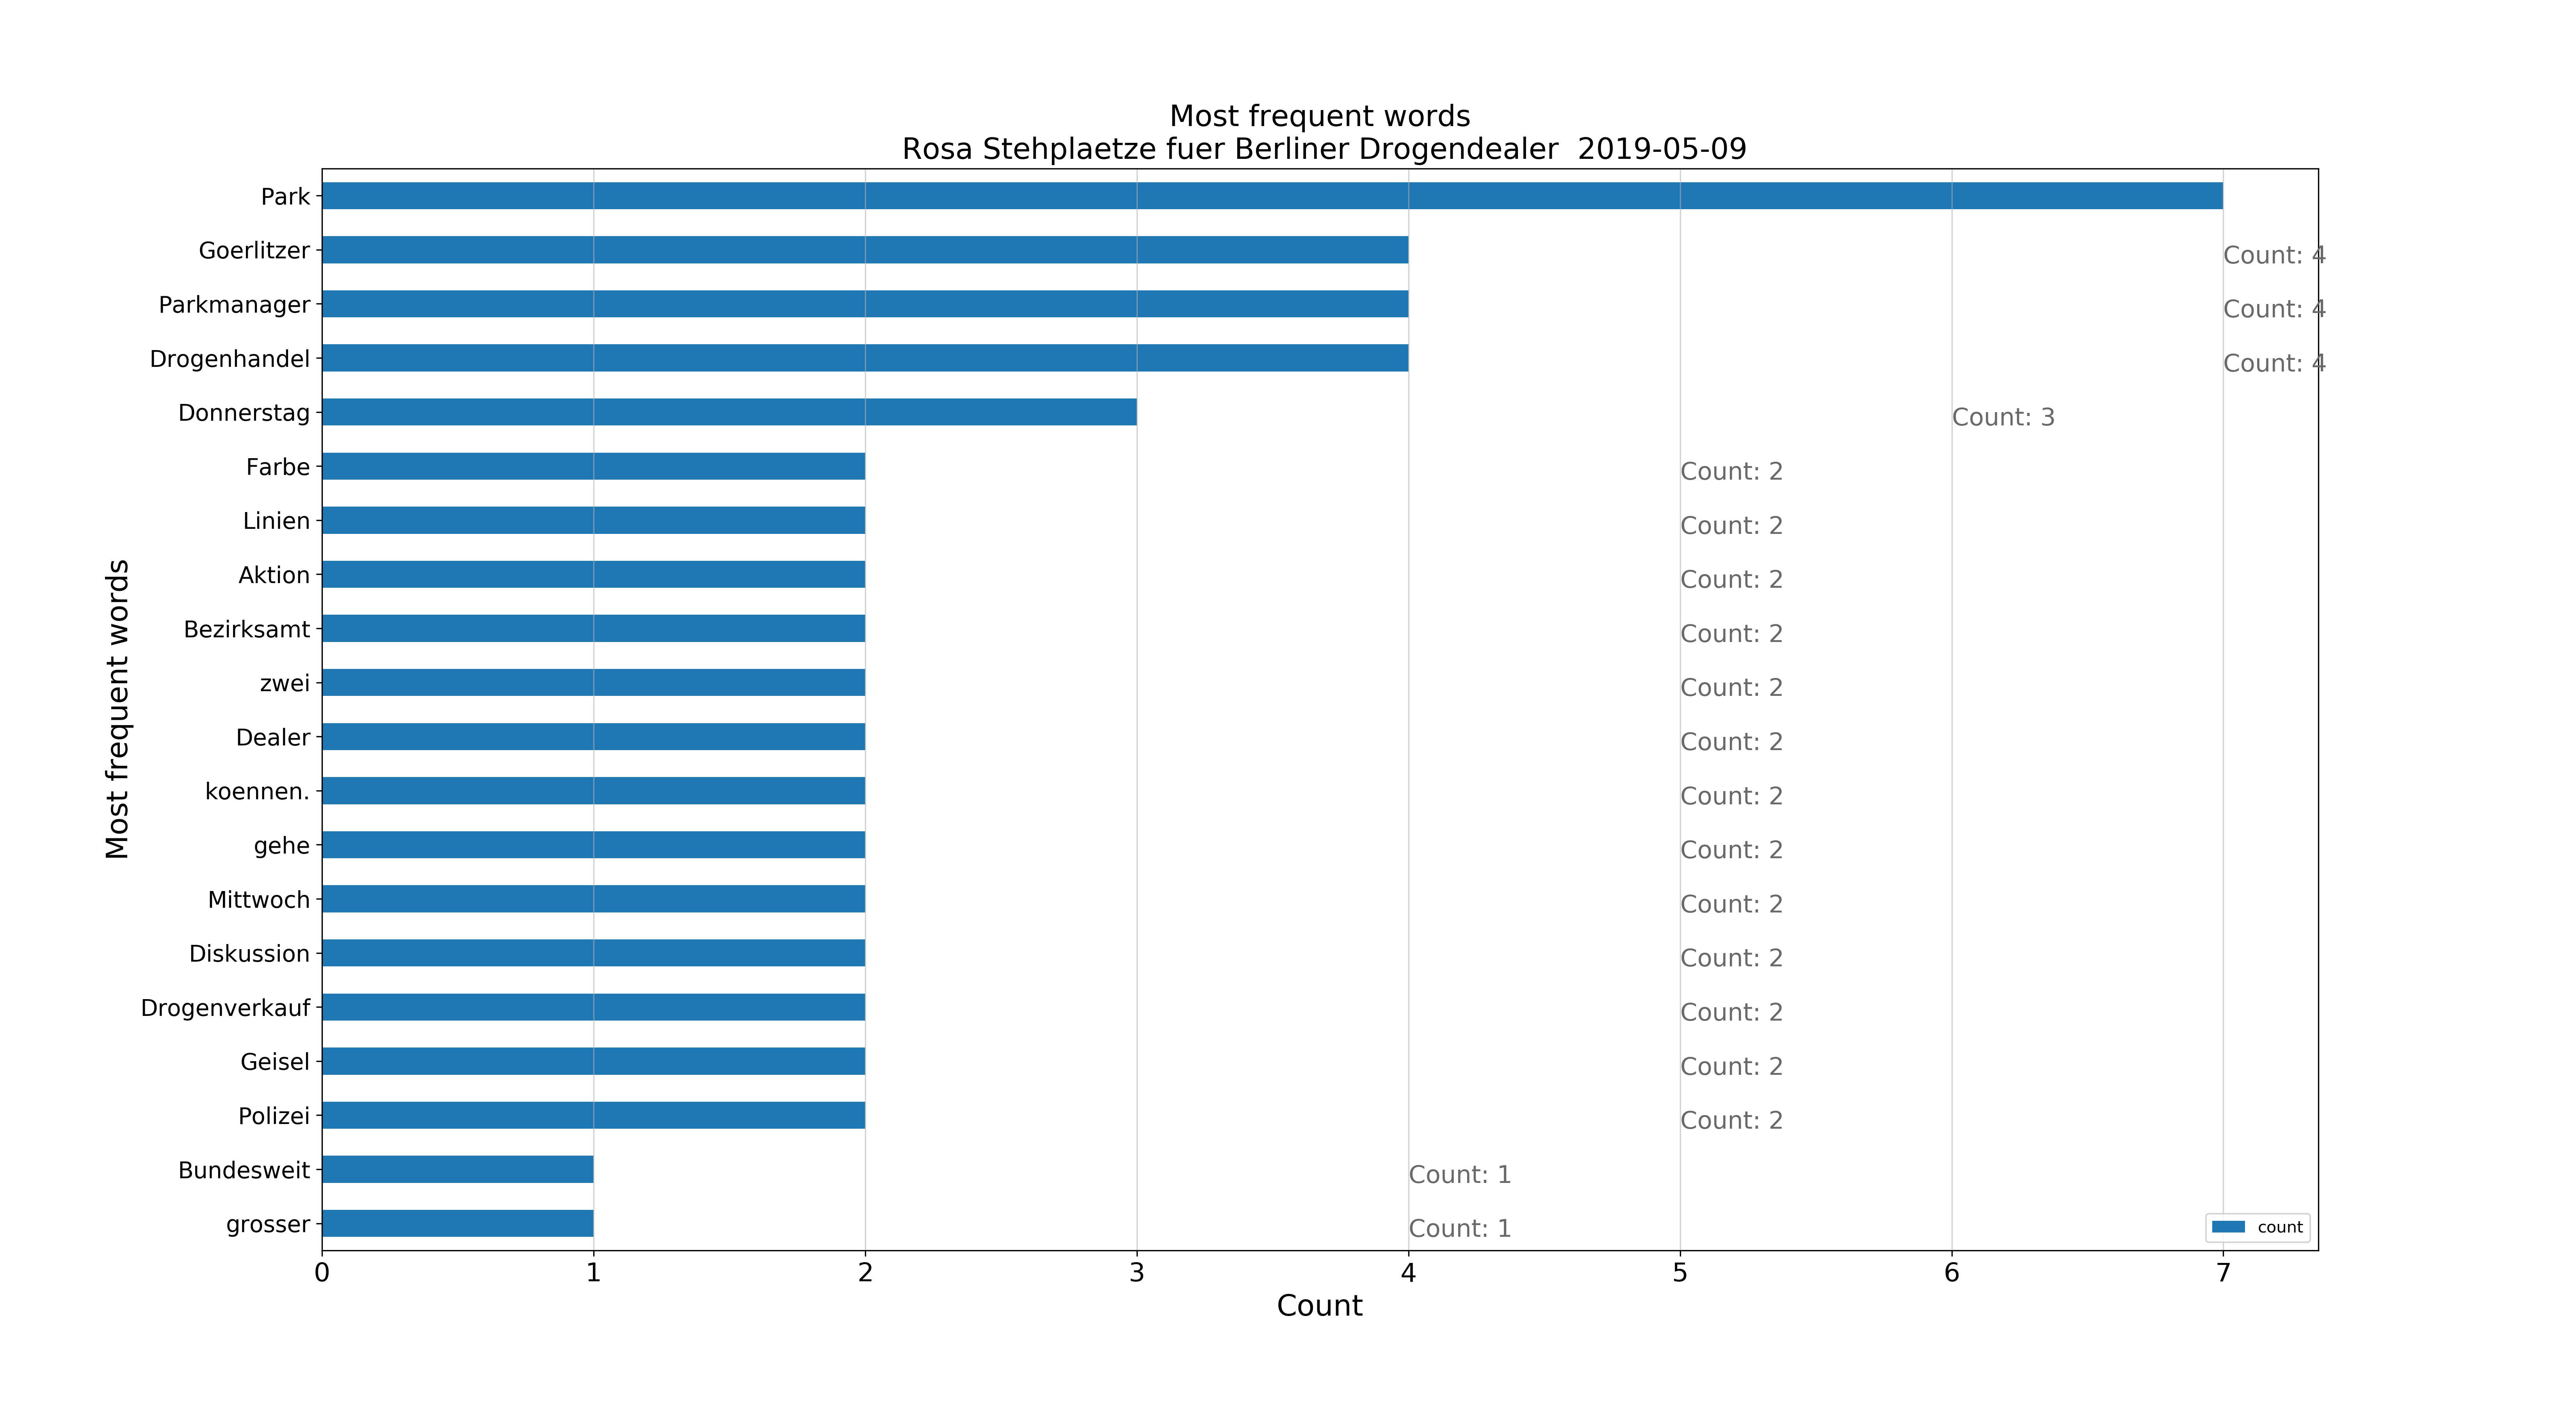 Most frequent words
Rosa Stehplaetze fuer Berliner Drogendealer  2019-05-09
Most frequent words
Park
Goerlitzer Count: 4
Parkmanager Count: 4
Drogenhandel Count: 4
Donnerstag Count: 3
Farbe Count: 2
Linien Count: 2
Aktion Count: 2
Bezirksamt Count: 2
zwei Count: 2
Dealer Count: 2
koennen. Count: 2
gehe Count: 2
Mittwoch Count: 2
Diskussion Count: 2
Drogenverkauf Count: 2
Geisel Count: 2
Polizei Count: 2
Bundesweit Count: 1
grosser Count: 1
count
0 1 2 3 4 5 6 7
Count